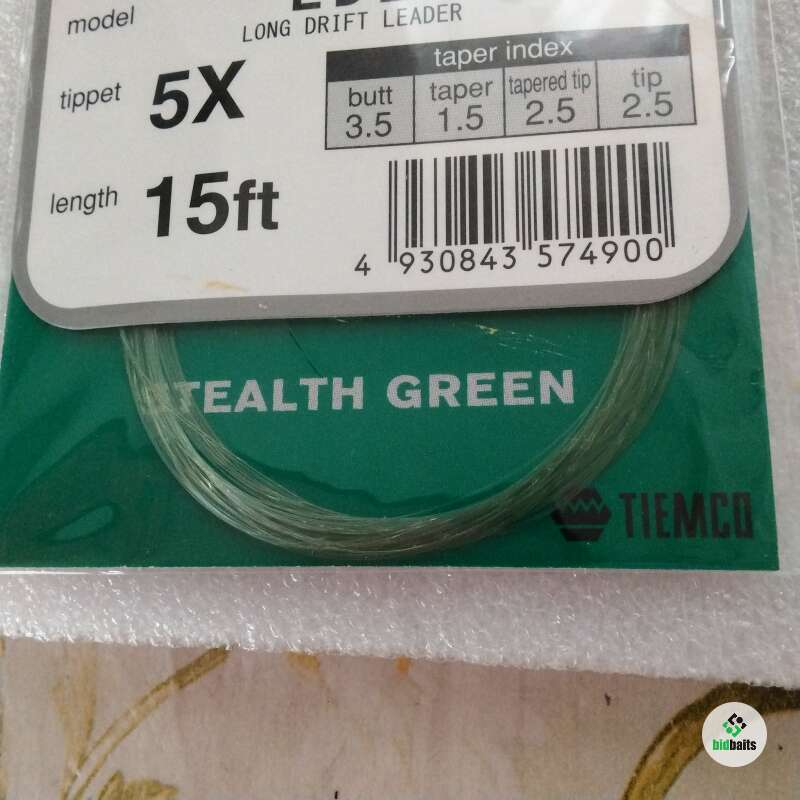 model
LONG DRIFT LEADER
tippet 5X
length 15ft
taper index
butt taper tapered tip tip
3.5 1.5 2.5 2.5
4 930843 574900
STEALTH GREEN
TIEMCO
bidbaits